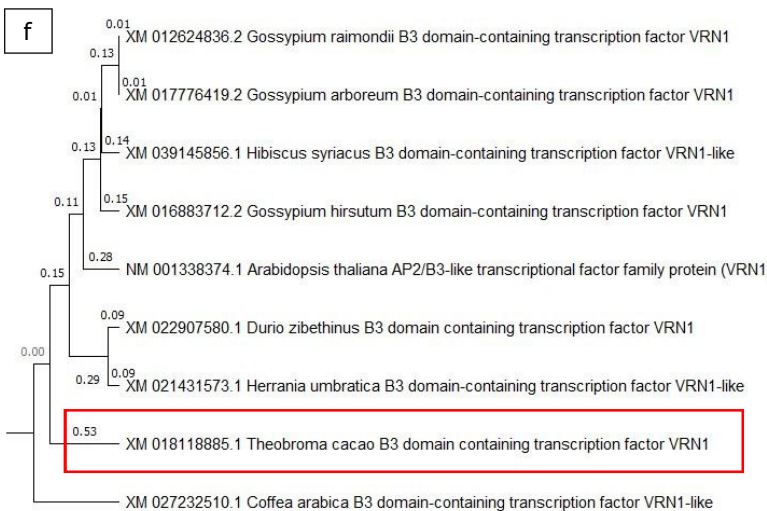 f
0.01
XM 012624836.2 Gossypium raimondii B3 domain-containing transcription factor VRN1
0.13
0.01
XM 017776419.2 Gossypium arboreum B3 domain-containing transcription factor VRN1
0.01
0.14
XM 039145856.1 Hibiscus syriacus B3 domain-containing transcription factor VRN1-like
0.13
0.15
XM 016883712.2 Gossypium hirsutum B3 domain-containing transcription factor VRN1
0.11
0.28
NM 001338374.1 Arabidopsis thaliana AP2/B3-like transcriptional factor family protein (VRN1
0.15
0.09
XM 022907580.1 Durio zibethinus B3 domain containing transcription factor VRN1
0.00
0.29
0.09
XM 021431573.1 Herrania umbratica B3 domain-containing transcription factor VRN1-like
0.53
XM 018118885.1 Theobroma cacao B3 domain containing transcription factor VRN1
XM 027232510.1 Coffea arabica B3 domain-containing transcription factor VRN1-like